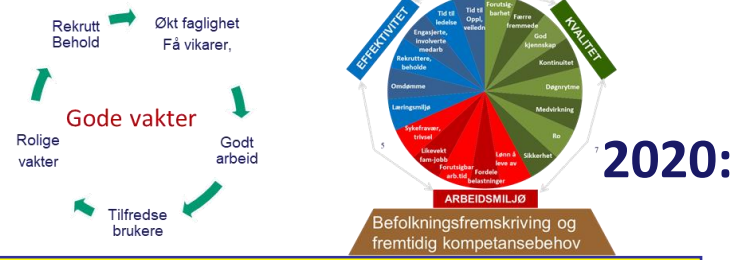 Rekrutt
Behold
Økt faglighet
Få vikarer,
Gode vakter
Rolige
vakter
Godt
arbeid
Tilfredse
brukere
EFFEKTIVITET
KVALITET
Tid til
ledelse
Tid til
Oppl,
veiledn
Forutsig-
barhet
Færre
fremmede
God
kjennskap
Kontinuitet
Døgnrytme
Medvirkning
Ro
Sikkerhet
Lønn å
leve av
Fordele
belastninger
Forutsigbar
arb.tid
Likevekt
fam-jobb
Sykefravær,
trivsel
Læringsmiljø
Omdømme
Rekruttere,
beholde
Engasjerte,
involverte
medarb
5
7
ARBEIDSMILJØ
Befolkningsfremskriving og
fremtidig kompetansebehov
2020: